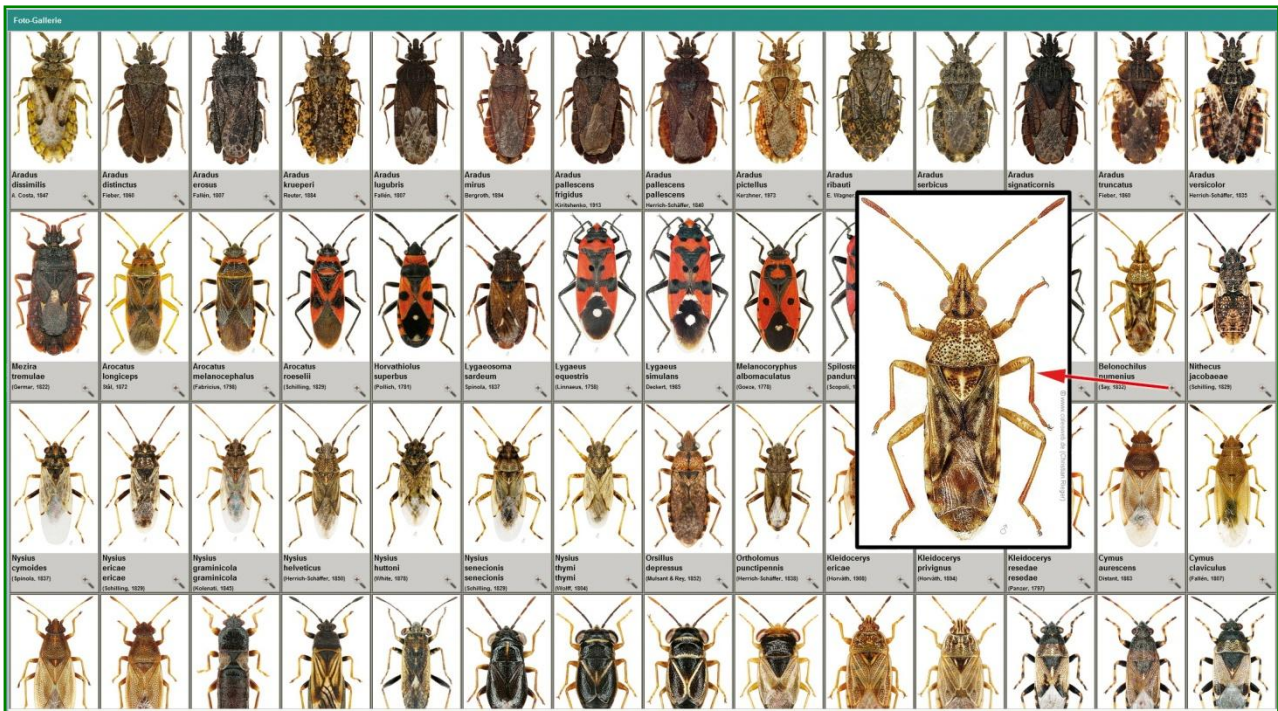 Foto-Gallerie
Aradus
dissimilis
A. Costa, 1847
Aradus
distinctus
Fieber, 1860
Aradus
erosus
Fallén, 1807
Aradus
krueperi
Reuter, 1884
Aradus
lugubris
Fallén, 1807
Aradus
mirus
Bergroth, 1894
Aradus
pallescens
frigidus
Kiritshenko, 1913
Aradus
pallescens
pallescens
Herrich-Schäffer, 1840
Aradus
pictellus
Kerzhner, 1973
Aradus
ribauti
E. Wagner,
Aradus
serbicus
Aradus
signaticornis
Aradus
truncatus
Fieber, 1860
Aradus
versicolor
Herrich-Schäffer, 1835
Mezira
tremulae
(Germar, 1822)
Arocatus
longiceps
Stål, 1872
Arocatus
melanocephalus
(Fabricius, 1798)
Arocatus
roeselii
(Schilling, 1829)
Horvathiolus
superbus
(Pollich, 1781)
Lygaeosoma
sardeum
Spinola, 1837
Lygaeus
equestris
(Linnaeus, 1758)
Lygaeus
simulans
Deckert, 1985
Melanocoryphus
albomaculatus
(Goeze, 1778)
Spiloste
pandur
(Scopoli, 1
Belonochilus
numenius
(Say, 1832)
Nithecus
jacobaeae
(Schilling, 1829)
Nysius
cymoides
(Spinola, 1837)
Nysius
ericae
ericae
(Schilling, 1829)
Nysius
graminicola
graminicola
(Kolenati, 1845)
Nysius
helveticus
(Herrich-Schäffer, 1850)
Nysius
huttoni
(White, 1878)
Nysius
senecionis
senecionis
(Schilling, 1829)
Nysius
thymi
thymi
(Wolff, 1804)
Orsillus
depressus
(Mulsant & Rey, 1852)
Ortholomus
punctipennis
(Herrich-Schäffer, 1838)
Kleidocerys
ericae
(Horváth, 1908)
Kleidocerys
privignus
(Horváth, 1894)
Kleidocerys
resedae
resedae
(Panzer, 1797)
Cymus
aurescens
Distant, 1883
Cymus
claviculus
(Fallén, 1807)
(Christian Rieger)